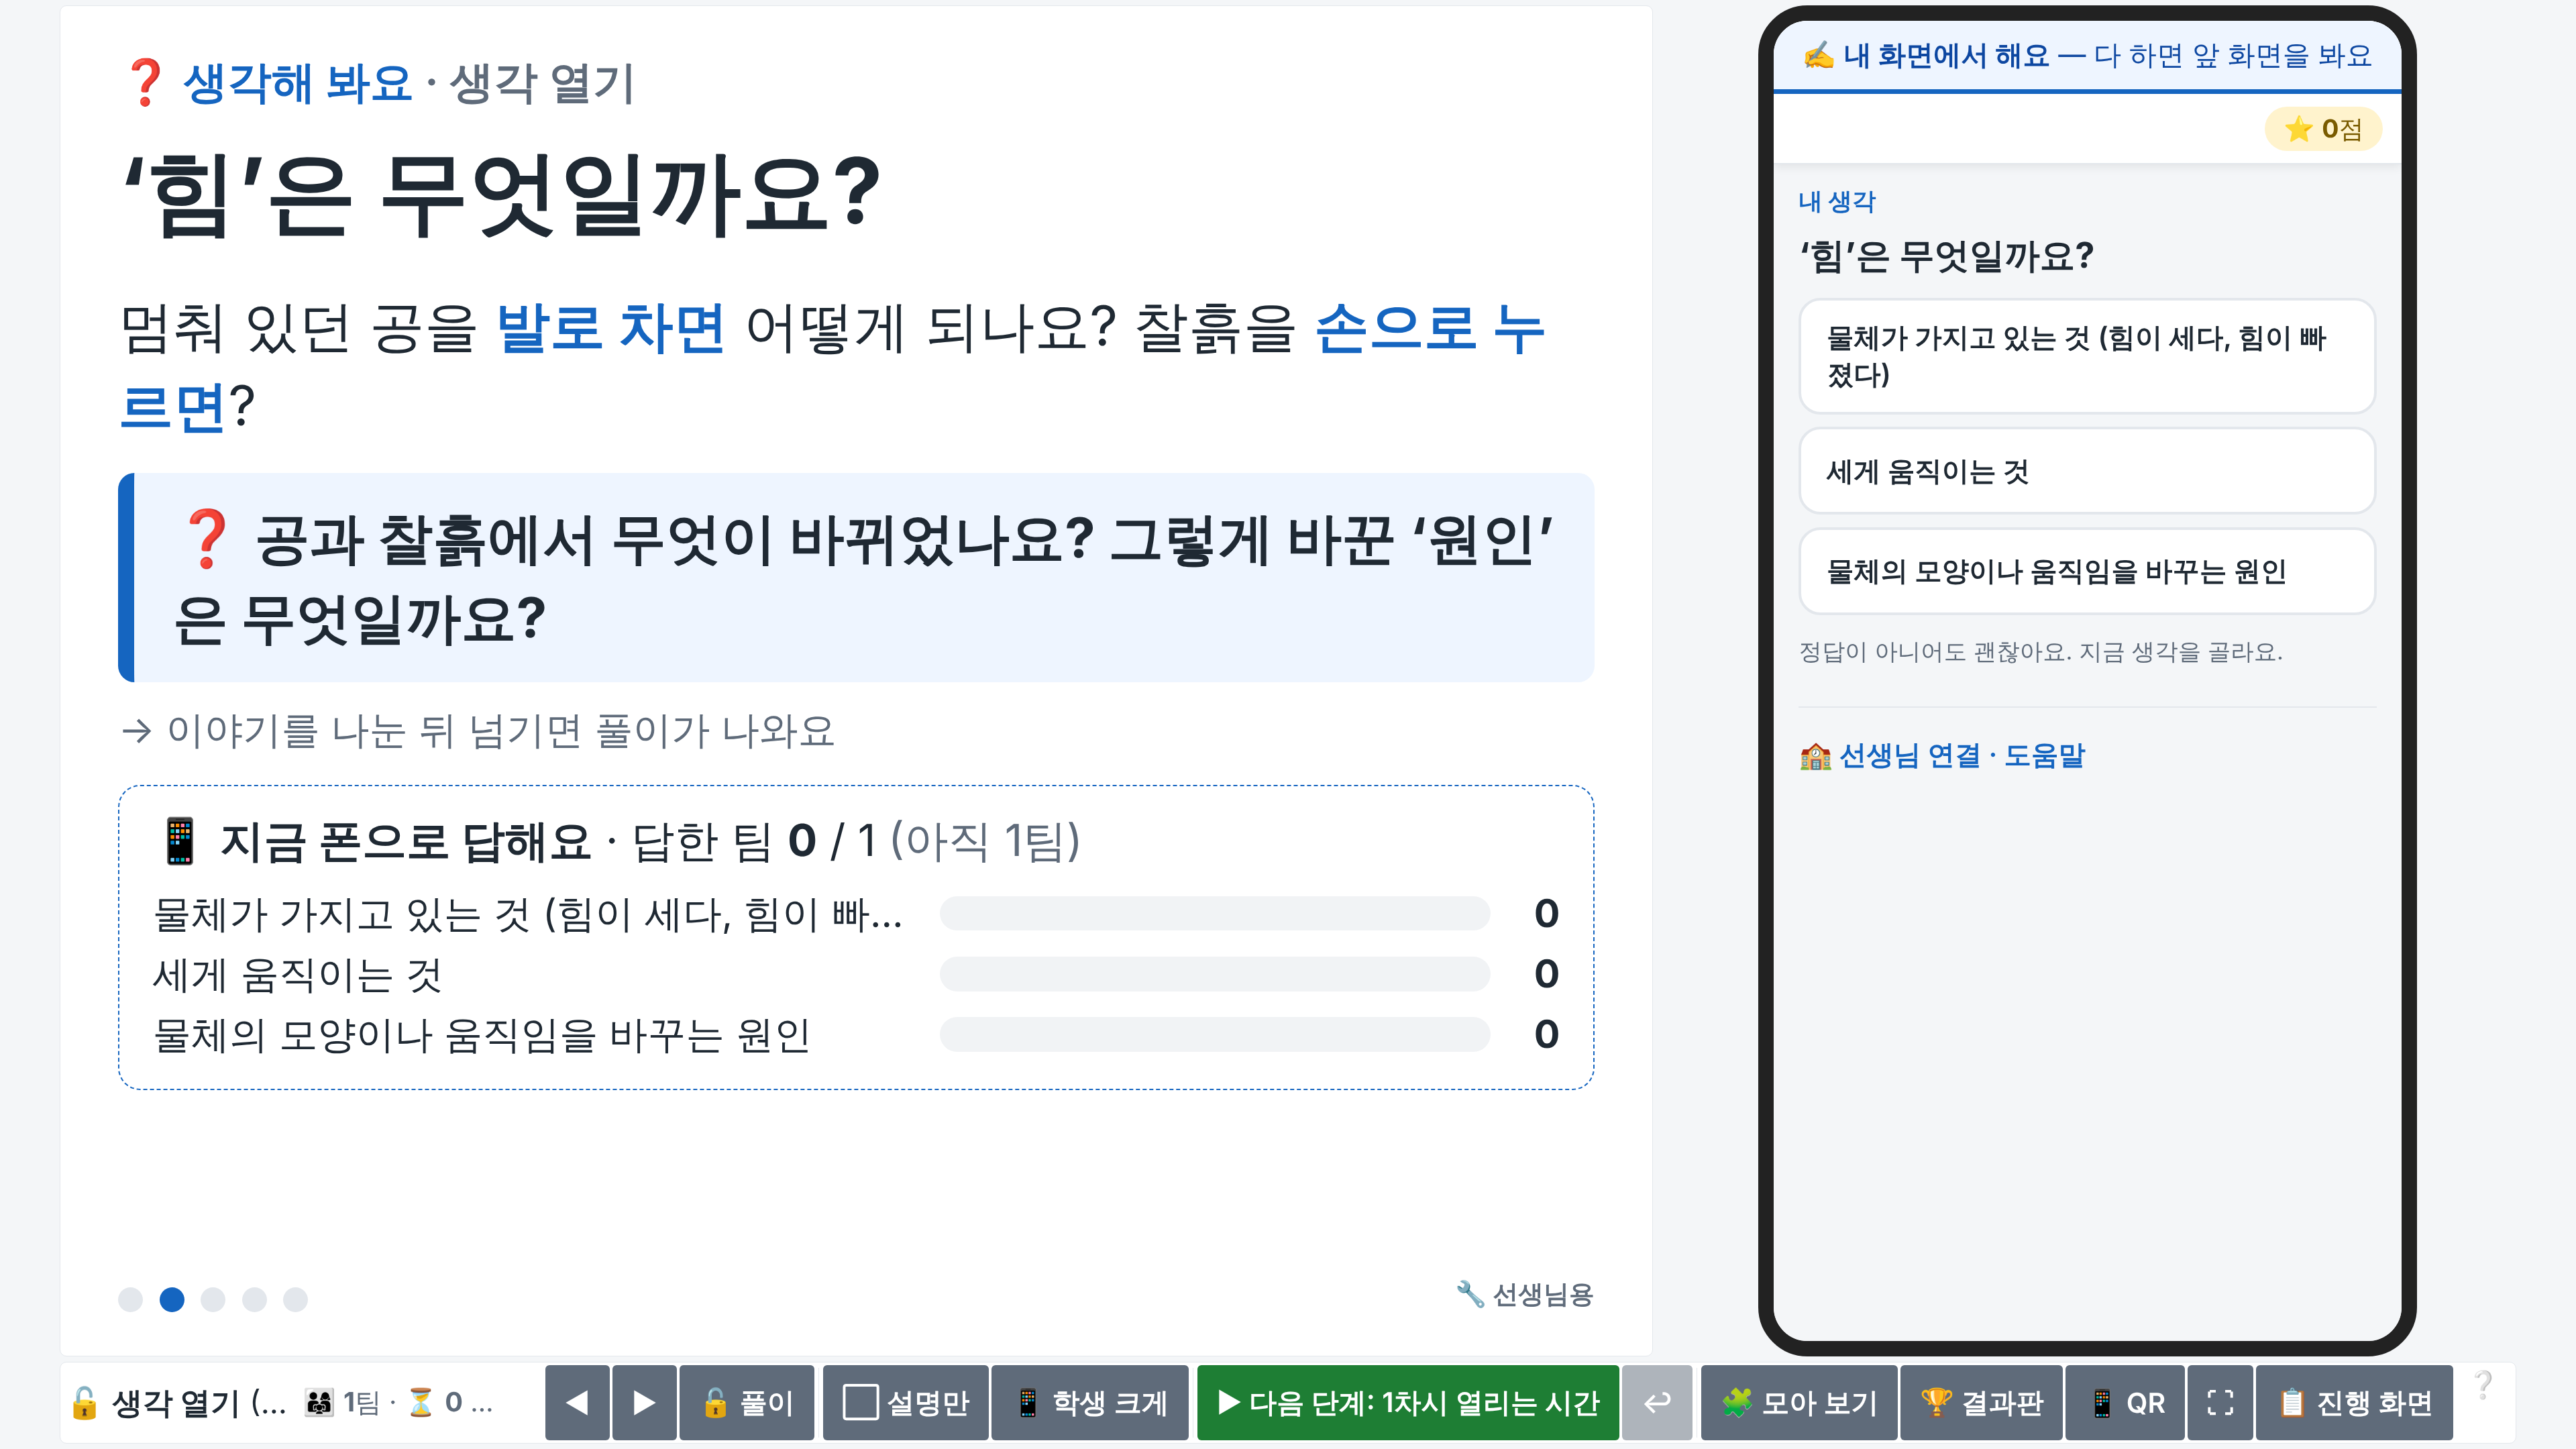 ❓ 생각해 봐요 · 생각 열기
‘힘’은 무엇일까요?
멈춰 있던 공을 발로 차면 어떻게 되나요? 찰흙을 손으로 누
르면?
❓ 공과 찰흙에서 무엇이 바뀌었나요? 그렇게 바꾼 ‘원인’
은 무엇일까요?
→ 이야기를 나눈 뒤 넘기면 풀이가 나와요
📱 지금 폰으로 답해요 · 답한 팀 0 / 1 (아직 1팀)
물체가 가지고 있는 것 (힘이 세다, 힘이 빠... 0
세게 움직이는 것 0
물체의 모양이나 움직임을 바꾸는 원인 0
🔧 선생님용
✍️ 내 화면에서 해요 — 다 하면 앞 화면을 봐요
⭐ 0점
내 생각
‘힘’은 무엇일까요?
물체가 가지고 있는 것 (힘이 세다, 힘이 빠
졌다)
세게 움직이는 것
물체의 모양이나 움직임을 바꾸는 원인
정답이 아니어도 괜찮아요. 지금 생각을 골라요.
🏫 선생님 연결 · 도움말
🔓 생각 열기 (... 👨‍👩‍👧 1팀 · ⏳ 0 ... ◀ ▶ 🔓 풀이 ⬜ 설명만 📱 학생 크게 ▶ 다음 단계: 1차시 열리는 시간 ↩ 🧩 모아 보기 🏆 결과판 📱 QR ⛶ 📋 진행 화면 ❔